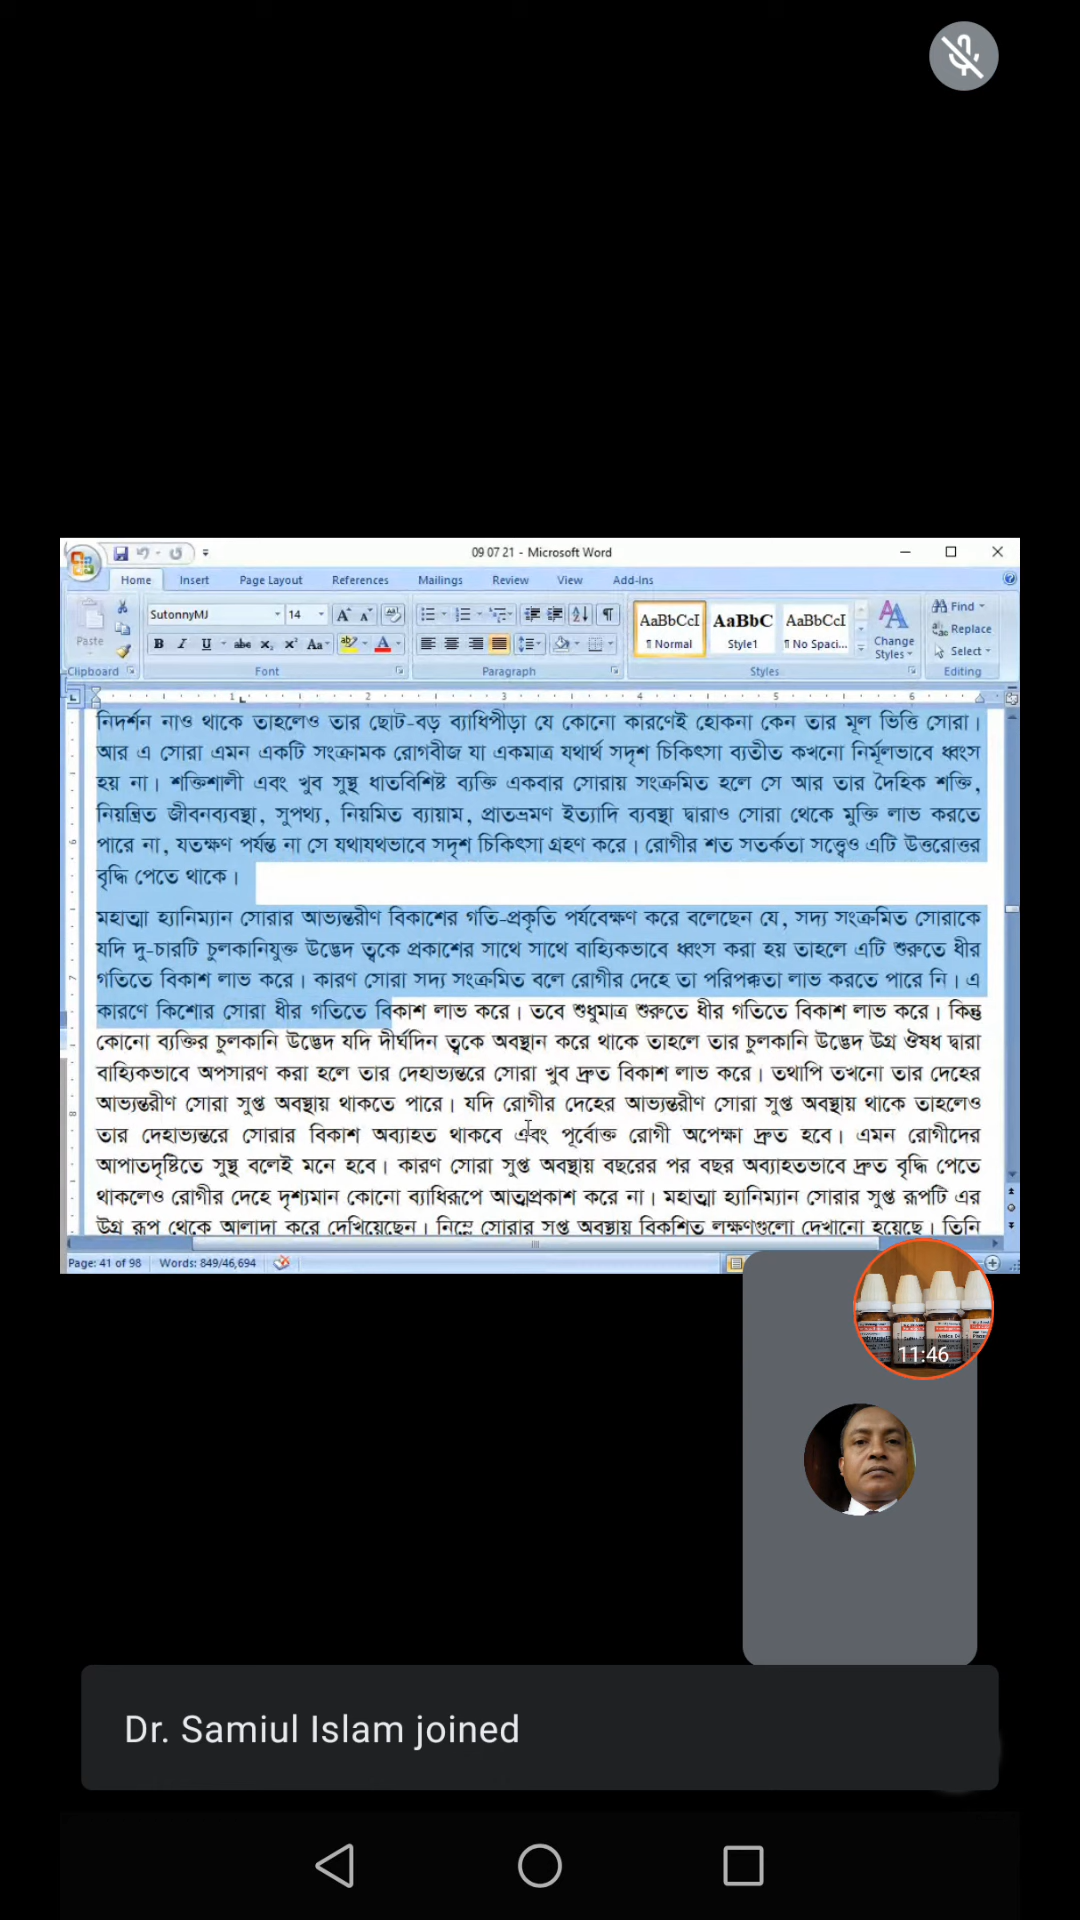 09 07 21 - Microsoft Word
Home Insert Page Layout References Mailings Review View Add-Ins
SutonnyMJ 14
AaBbCcI AaBbC AaBbCcI
Find
Replace
Select
Paste
¶ Normal Style1 ¶ No Spaci...
Change Styles
Clipboard Font Paragraph Styles Editing
নিদর্শন নাও থাকে তাহলেও তার ছোট-বড় ব্যাধিপীড়া যে কোনো কারণেই হোকনা কেন তার মূল ভিত্তি সোরা।
আর এ সোরা এমন একটি সংক্রামক রোগবীজ যা একমাত্র যথার্থ সদৃশ চিকিৎসা ব্যতীত কখনো নির্মূলভাবে ধ্বংস
হয় না। শক্তিশালী এবং খুব সুস্থ ধাতবিশিষ্ট ব্যক্তি একবার সোরায় সংক্রমিত হলে সে আর তার দৈহিক শক্তি,
নিয়ন্ত্রিত জীবনব্যবস্থা, সুপথ্য, নিয়মিত ব্যায়াম, প্রাতভ্রমণ ইত্যাদি ব্যবস্থা দ্বারাও সোরা থেকে মুক্তি লাভ করতে
পারে না, যতক্ষণ পর্যন্ত না সে যথাযথভাবে সদৃশ চিকিৎসা গ্রহণ করে। রোগীর শত সতর্কতা সত্ত্বেও এটি উত্তরোত্তর
বৃদ্ধি পেতে থাকে।
মহাত্মা হ্যানিম্যান সোরার আভ্যন্তরীণ বিকাশের গতি-প্রকৃতি পর্যবেক্ষণ করে বলেছেন যে, সদ্য সংক্রমিত সোরাকে
যদি দু-চারটি চুলকানিযুক্ত উদ্ভেদ ত্বকে প্রকাশের সাথে সাথে বাহ্যিকভাবে ধ্বংস করা হয় তাহলে এটি শুরুতে ধীর
গতিতে বিকাশ লাভ করে। কারণ সোরা সদ্য সংক্রমিত বলে রোগীর দেহে তা পরিপক্কতা লাভ করতে পারে নি। এ
কারণে কিশোর সোরা ধীর গতিতে বিকাশ লাভ করে। তবে শুধুমাত্র শুরুতে ধীর গতিতে বিকাশ লাভ করে। কিন্তু
কোনো ব্যক্তির চুলকানি উদ্ভেদ যদি দীর্ঘদিন ত্বকে অবস্থান করে থাকে তাহলে তার চুলকানি উদ্ভেদ উগ্র ঔষধ দ্বারা
বাহ্যিকভাবে অপসারণ করা হলে তার দেহাভ্যন্তরে সোরা খুব দ্রুত বিকাশ লাভ করে। তথাপি তখনো তার দেহের
আভ্যন্তরীণ সোরা সুপ্ত অবস্থায় থাকতে পারে। যদি রোগীর দেহের আভ্যন্তরীণ সোরা সুপ্ত অবস্থায় থাকে তাহলেও
তার দেহাভ্যন্তরে সোরার বিকাশ অব্যাহত থাকবে এবং পূর্বোক্ত রোগী অপেক্ষা দ্রুত হবে। এমন রোগীদের
আপাতদৃষ্টিতে সুস্থ বলেই মনে হবে। কারণ সোরা সুপ্ত অবস্থায় বছরের পর বছর অব্যাহতভাবে দ্রুত বৃদ্ধি পেতে
থাকলেও রোগীর দেহে দৃশ্যমান কোনো ব্যাধিরূপে আত্মপ্রকাশ করে না। মহাত্মা হ্যানিম্যান সোরার সুপ্ত রূপটি এর
উগ্র রূপ থেকে আলাদা করে দেখিয়েছেন। নিম্নে সোরার সুপ্ত অবস্থায় বিকশিত লক্ষণগুলো দেখানো হয়েছে। তিনি
Page: 41 of 98 Words: 849/46,694
11:46
Dr. Samiul Islam joined